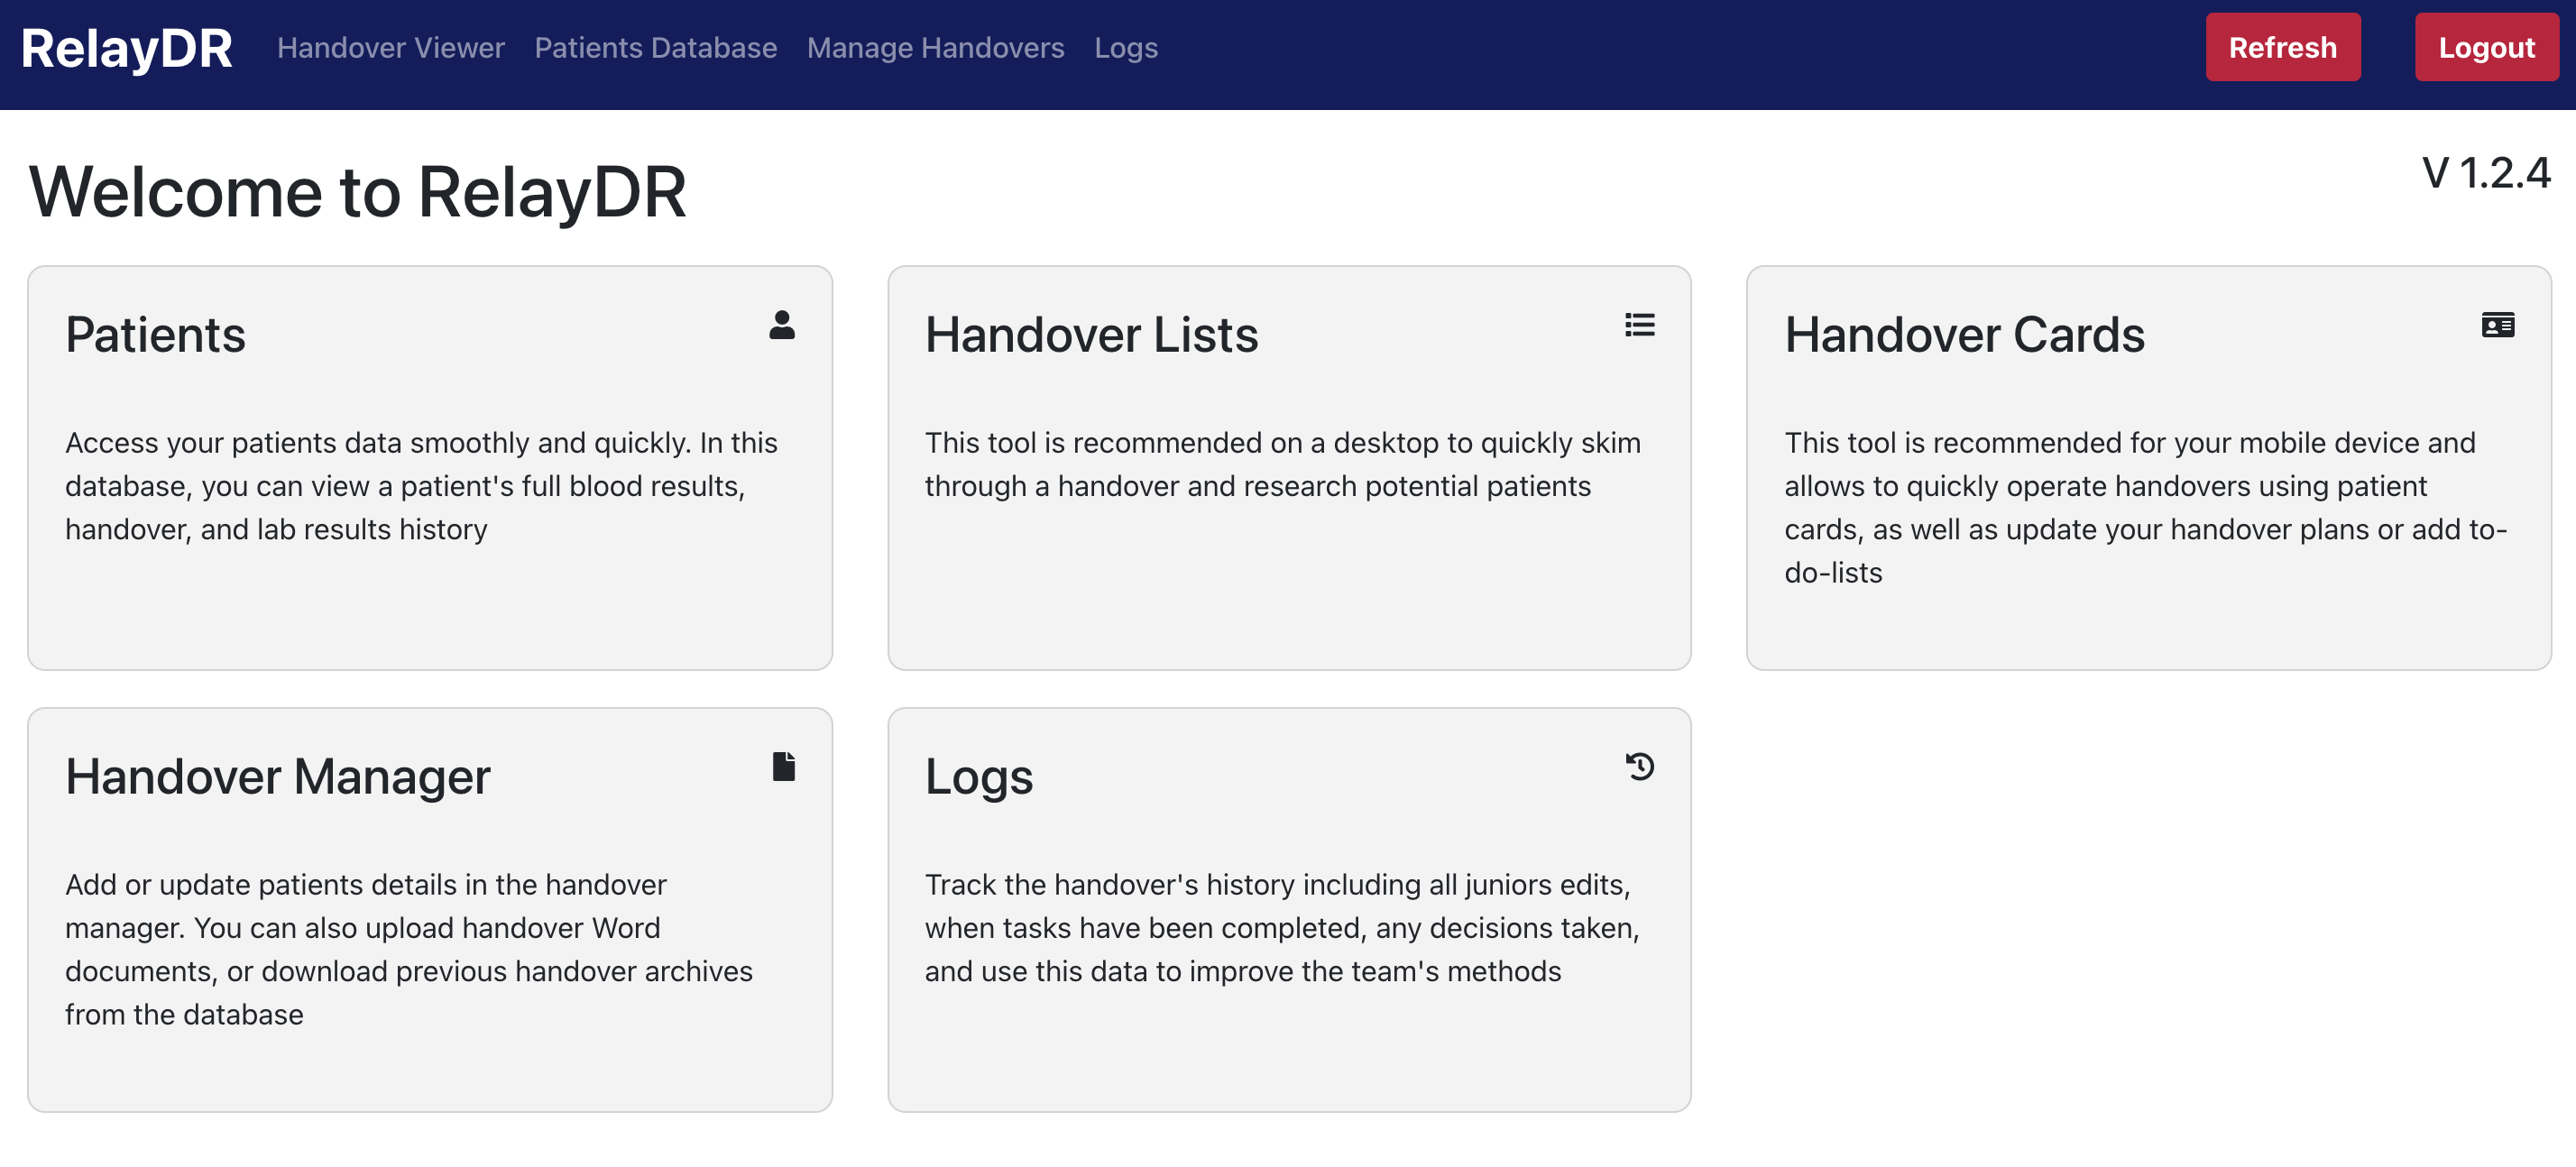 RelayDR Handover Viewer Patients Database Manage Handovers Logs Refresh Logout
Welcome to RelayDR
V 1.2.4
Patients
Access your patients data smoothly and quickly. In this
database, you can view a patient's full blood results,
handover, and lab results history
Handover Lists
This tool is recommended on a desktop to quickly skim
through a handover and research potential patients
Handover Cards
This tool is recommended for your mobile device and
allows to quickly operate handovers using patient
cards, as well as update your handover plans or add to-
do-lists
Handover Manager
Add or update patients details in the handover
manager. You can also upload handover Word
documents, or download previous handover archives
from the database
Logs
Track the handover's history including all juniors edits,
when tasks have been completed, any decisions taken,
and use this data to improve the team's methods